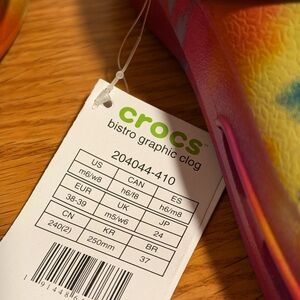 crocs™
bistro graphic clog
204044-410
US CAN ES
m6/w8 h6/f8 h6/m8
EUR UK JP
38-39 m5/w6 24
CN KR BR
240(2) 250mm 37